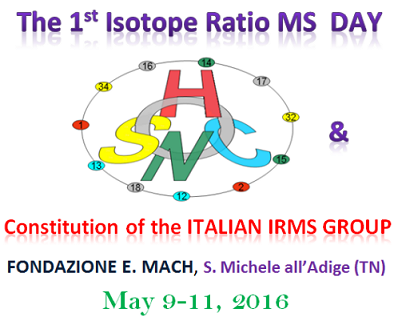 The 1st Isotope Ratio MS DAY
16
14
34
17
H
1
O
32
S
C
&
N
13
15
18
12
2
Constitution of the ITALIAN IRMS GROUP
FONDAZIONE E. MACH, S. Michele all'Adige (TN)
May 9-11, 2016